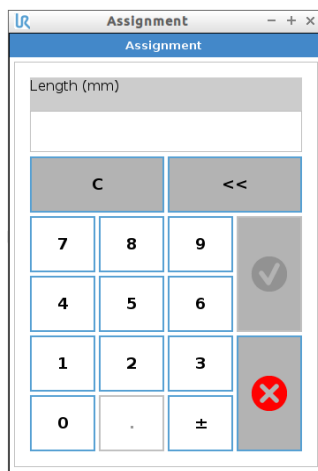 UR Assignment
Assignment
Length (mm)
C <<
7 8 9
4 5 6
1 2 3
0 . ±